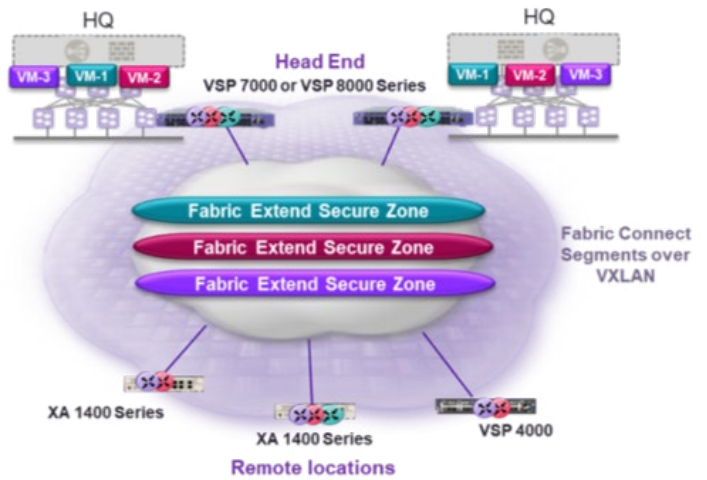 HQ
HQ
Head End
VSP 7000 or VSP 8000 Series
VM-3
VM-1
VM-2
VM-1
VM-2
VM-3
Fabric Extend Secure Zone
Fabric Extend Secure Zone
Fabric Extend Secure Zone
Fabric Connect
Segments over
VXLAN
XA 1400 Series
XA 1400 Series
VSP 4000
Remote locations